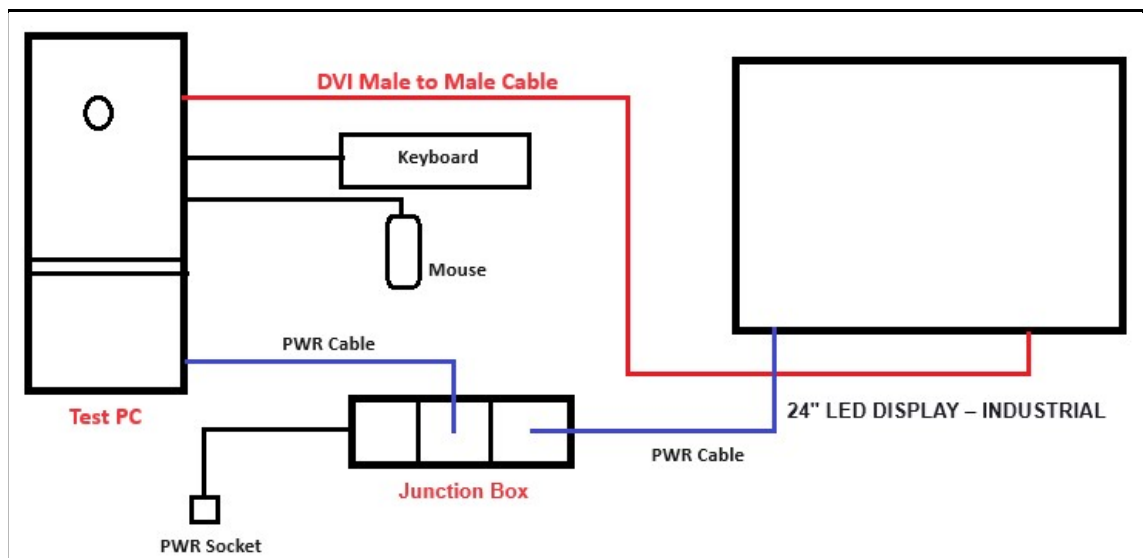 DVI Male to Male Cable
Keyboard
Mouse
PWR Cable
Test PC
24" LED DISPLAY – INDUSTRIAL
PWR Cable
Junction Box
PWR Socket